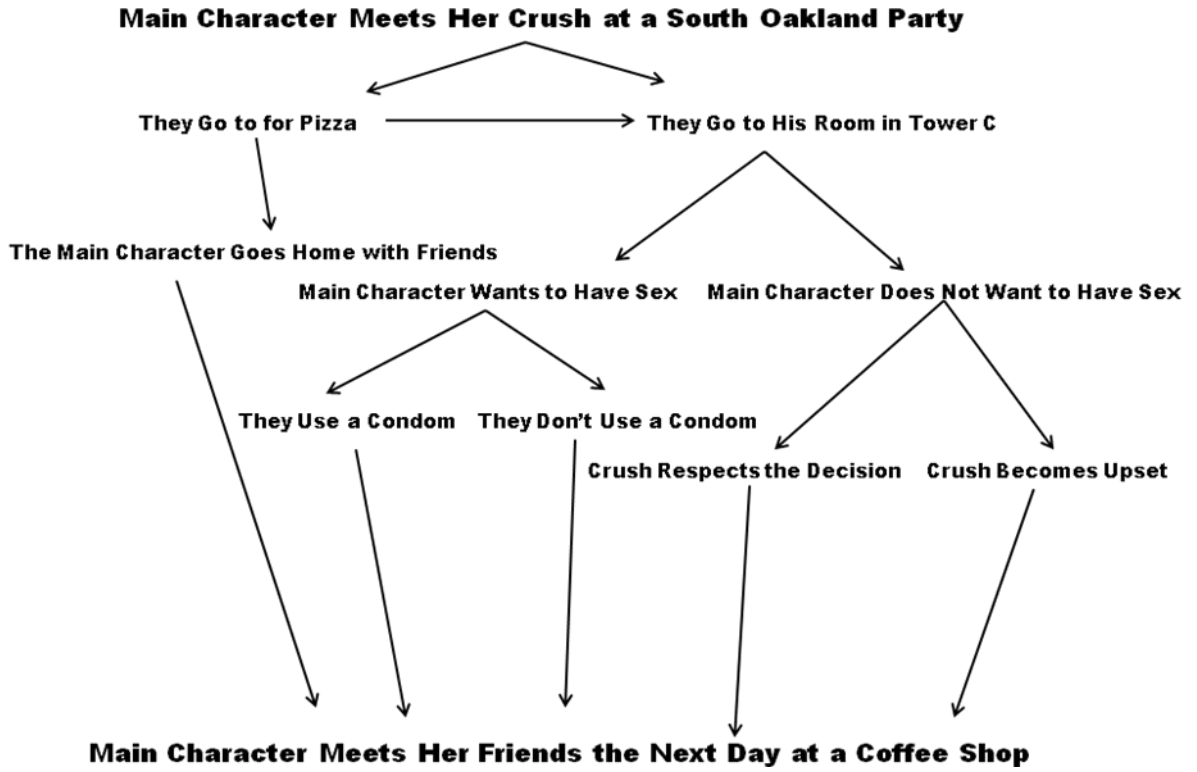 Main Character Meets Her Crush at a South Oakland Party
They Go to for Pizza
They Go to His Room in Tower C
The Main Character Goes Home with Friends
Main Character Wants to Have Sex
Main Character Does Not Want to Have Sex
They Use a Condom
They Don’t Use a Condom
Crush Respects the Decision
Crush Becomes Upset
Main Character Meets Her Friends the Next Day at a Coffee Shop